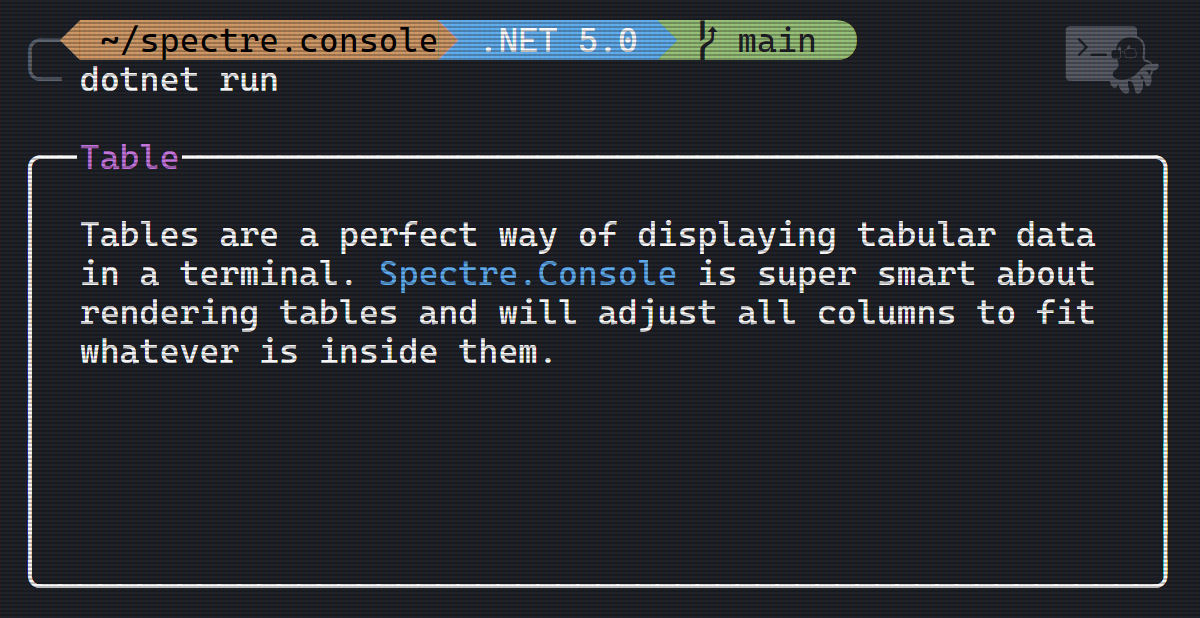 ~/spectre.console .NET 5.0 main
dotnet run
Table
Tables are a perfect way of displaying tabular data
in a terminal. Spectre.Console is super smart about
rendering tables and will adjust all columns to fit
whatever is inside them.